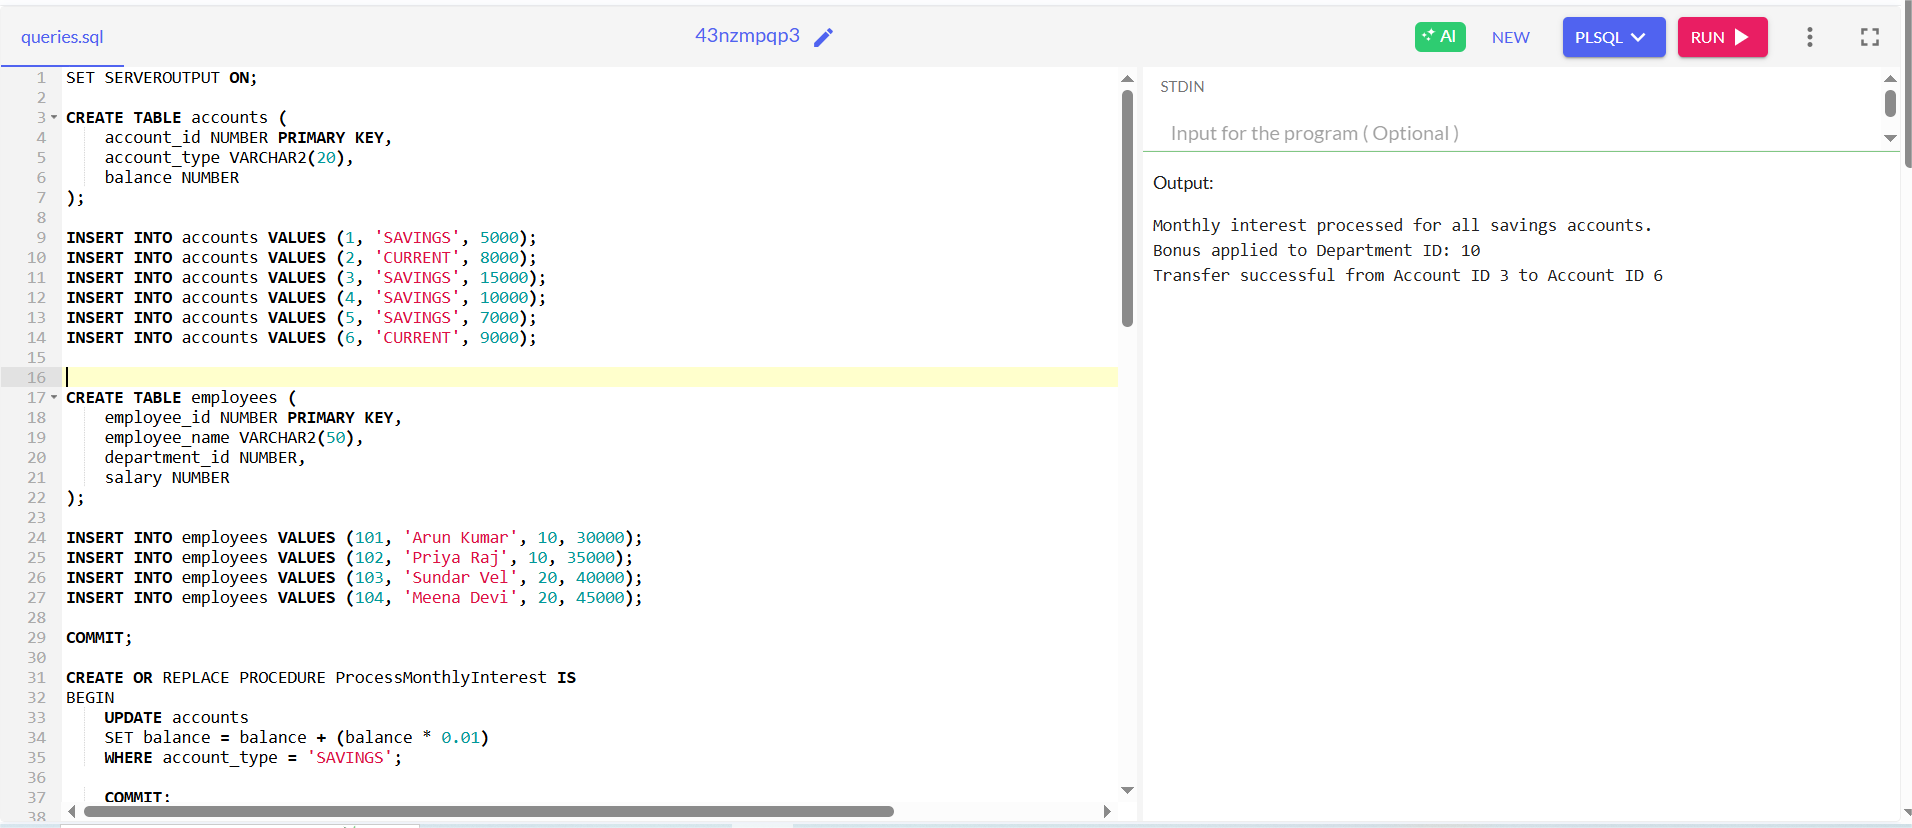 queries.sql
43nzmpqp3
AI
NEW
PLSQL
RUN
1 SET SERVEROUTPUT ON;
2
3 CREATE TABLE accounts (
4     account_id NUMBER PRIMARY KEY,
5     account_type VARCHAR2(20),
6     balance NUMBER
7 );
8
9 INSERT INTO accounts VALUES (1, 'SAVINGS', 5000);
10 INSERT INTO accounts VALUES (2, 'CURRENT', 8000);
11 INSERT INTO accounts VALUES (3, 'SAVINGS', 15000);
12 INSERT INTO accounts VALUES (4, 'SAVINGS', 10000);
13 INSERT INTO accounts VALUES (5, 'SAVINGS', 7000);
14 INSERT INTO accounts VALUES (6, 'CURRENT', 9000);
15
16
17 CREATE TABLE employees (
18     employee_id NUMBER PRIMARY KEY,
19     employee_name VARCHAR2(50),
20     department_id NUMBER,
21     salary NUMBER
22 );
23
24 INSERT INTO employees VALUES (101, 'Arun Kumar', 10, 30000);
25 INSERT INTO employees VALUES (102, 'Priya Raj', 10, 35000);
26 INSERT INTO employees VALUES (103, 'Sundar Vel', 20, 40000);
27 INSERT INTO employees VALUES (104, 'Meena Devi', 20, 45000);
28
29 COMMIT;
30
31 CREATE OR REPLACE PROCEDURE ProcessMonthlyInterest IS
32 BEGIN
33     UPDATE accounts
34     SET balance = balance + (balance * 0.01)
35     WHERE account_type = 'SAVINGS';
36
37     COMMIT;
38
STDIN
Input for the program ( Optional )
Output:
Monthly interest processed for all savings accounts.
Bonus applied to Department ID: 10
Transfer successful from Account ID 3 to Account ID 6